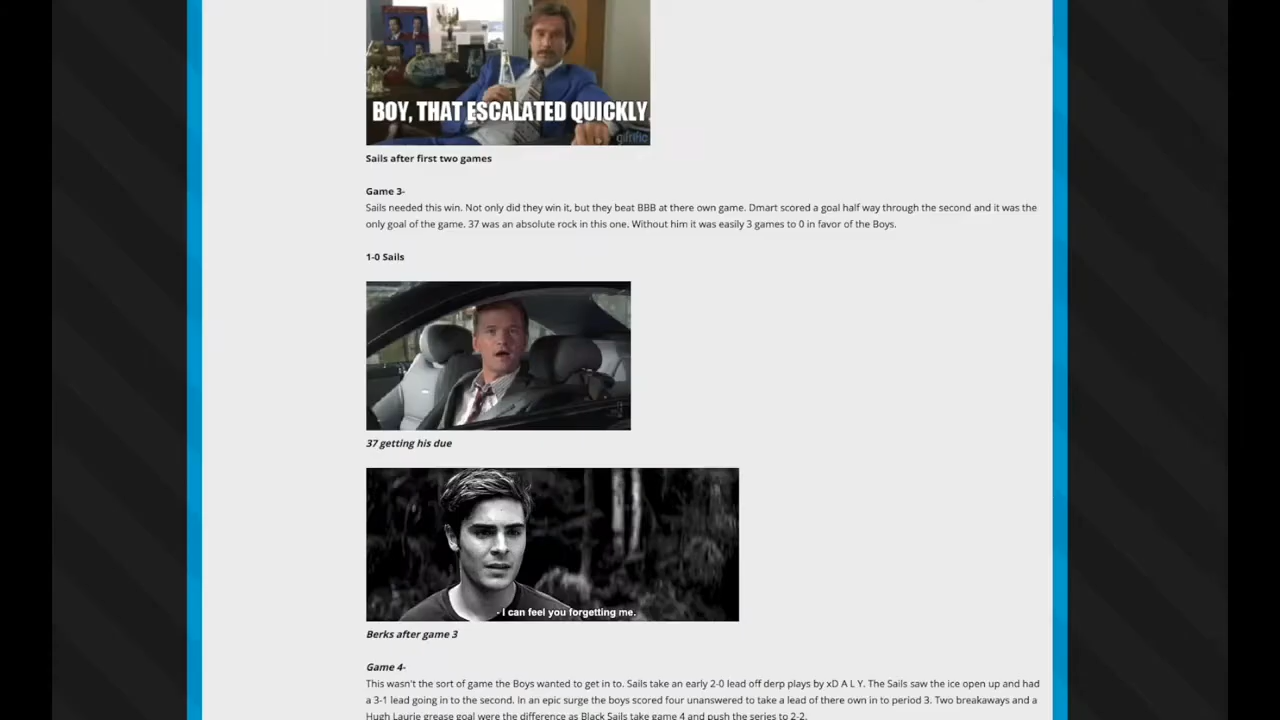 BOY, THAT ESCALATED QUICKLY.
gifrific
Sails after first two games
Game 3-
Sails needed this win. Not only did they win it, but they beat BBB at there own game. Dmart scored a goal half way through the second and it was the
only goal of the game. 37 was an absolute rock in this one. Without him it was easily 3 games to 0 in favor of the Boys.
1-0 Sails
37 getting his due
- I can feel you forgetting me.
Berks after game 3
Game 4-
This wasn't the sort of game the Boys wanted to get in to. Sails take an early 2-0 lead off derp plays by xD A L Y. The Sails saw the ice open up and had
a 3-1 lead going in to the second. In an epic surge the boys scored four unanswered to take a lead of there own in to period 3. Two breakaways and a
Hugh Laurie grease goal were the difference as Black Sails take game 4 and push the series to 2-2.